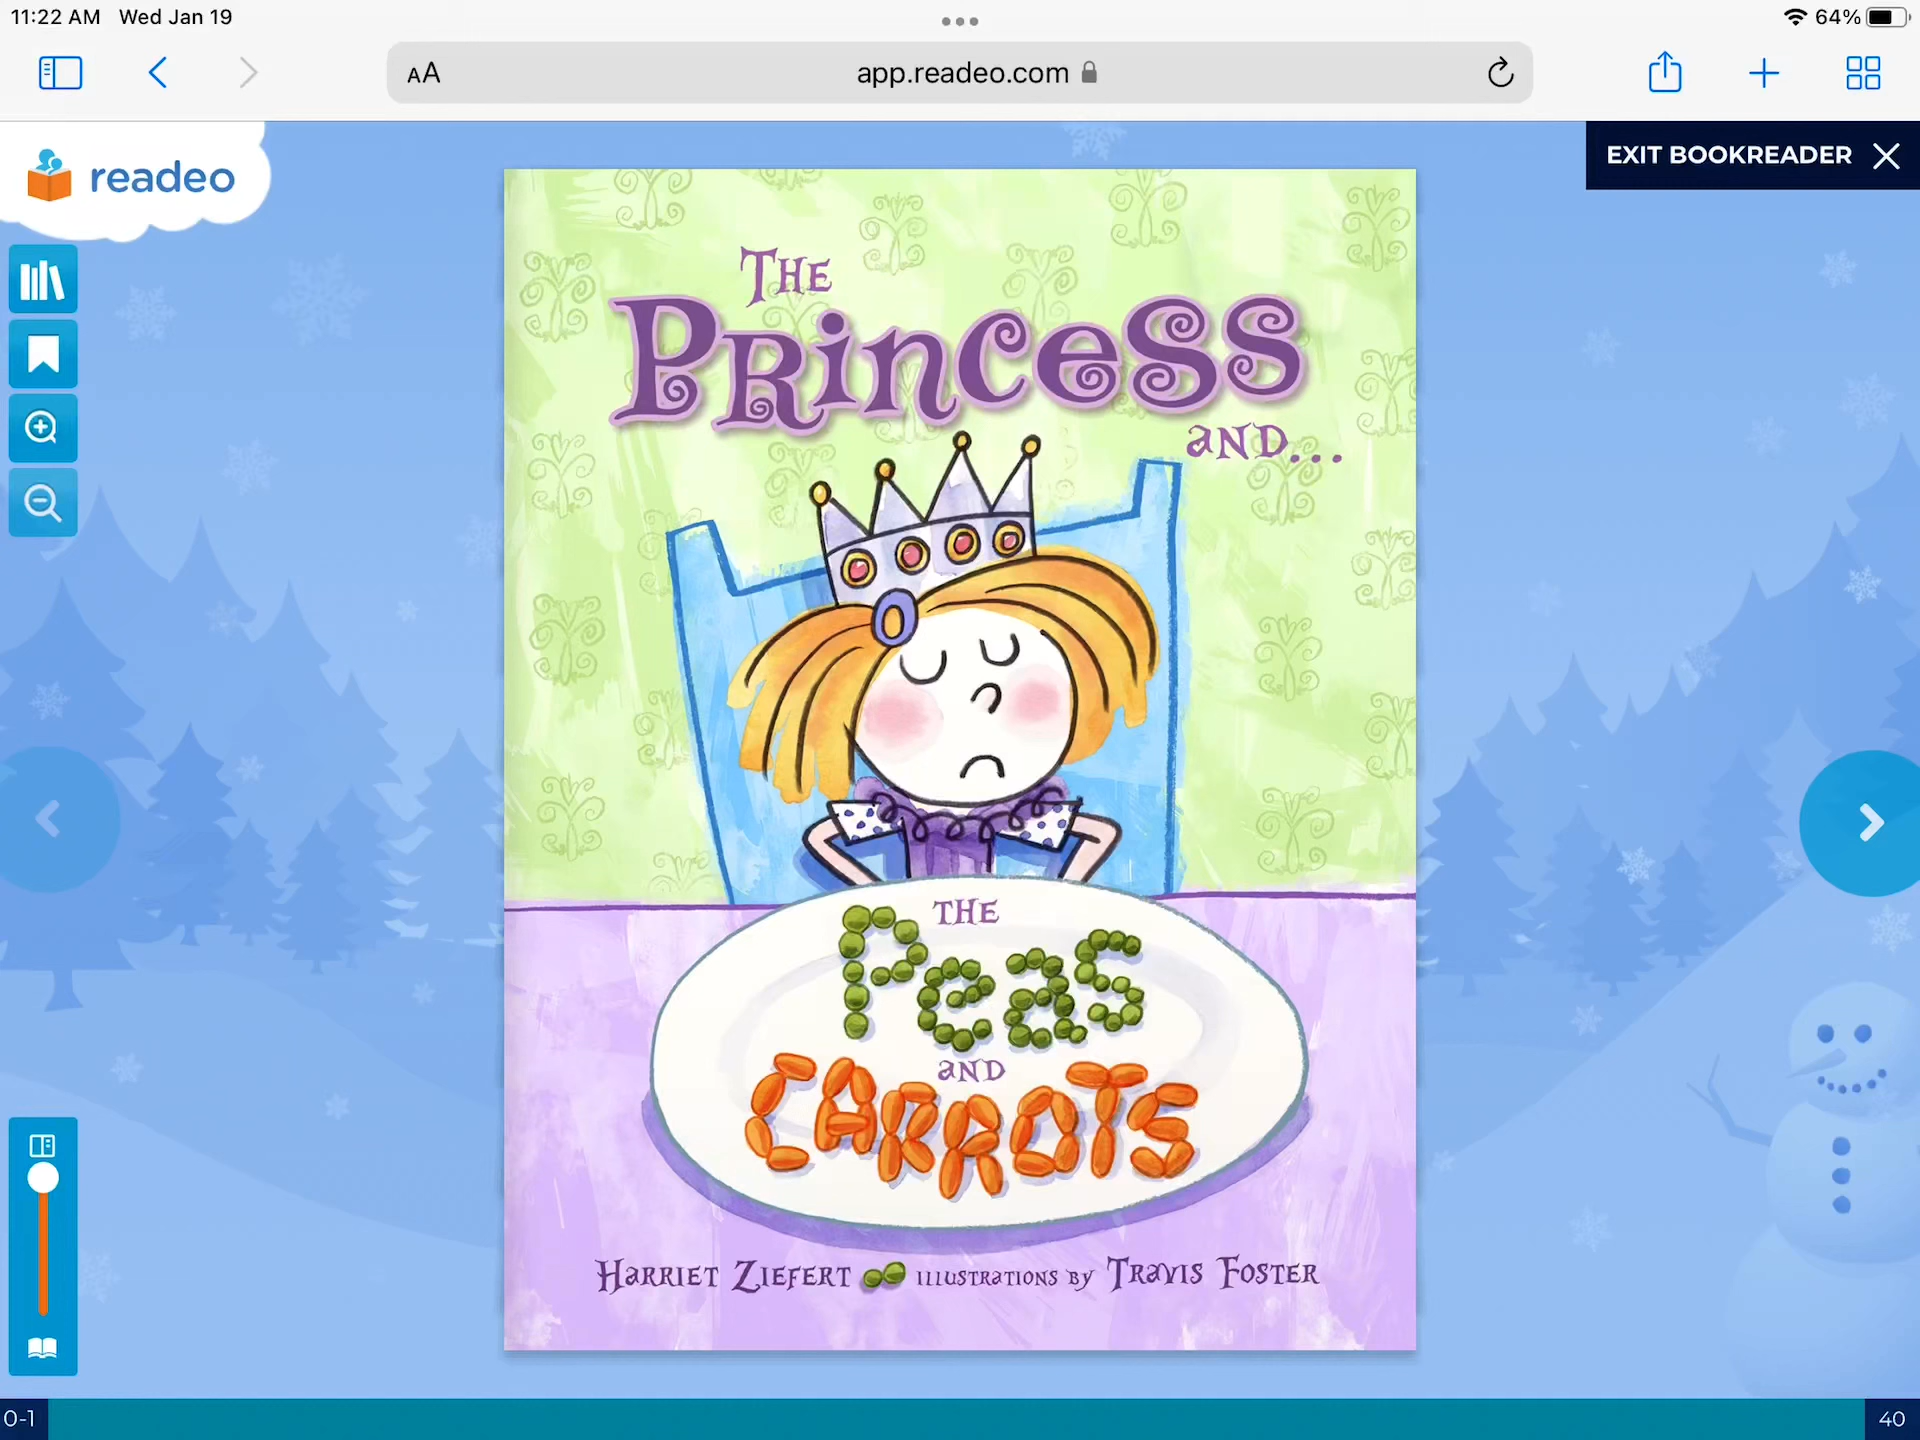 11:22 AM Wed Jan 19
64%
AA
app.readeo.com
readeo
EXIT BOOKREADER
THE
PRincess
AND...
THE
Peas
AND
CARROTS
HARRIET ZIEFERT ILLUSTRATIONS BY TRAVIS FOSTER
0-1
40